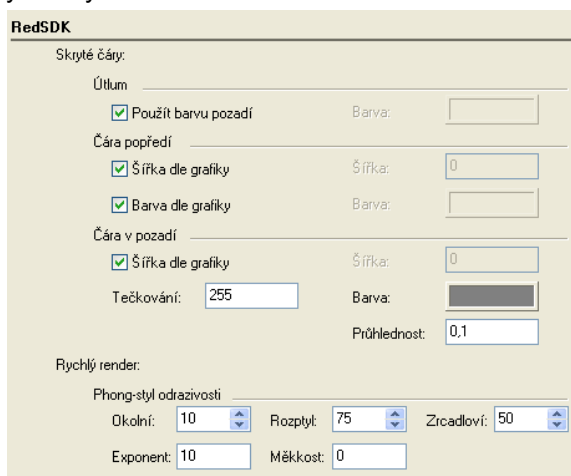 RedSDK
Skryté čáry:
Útlum
Použít barvu pozadí Barva:
Čára popředí
Šířka dle grafiky Šířka: 0
Barva dle grafiky Barva:
Čára v pozadí
Šířka dle grafiky Šířka: 0
Tečkování: 255 Barva:
Průhlednost: 0,1
Rychlý render:
Phong-styl odrazivosti
Okolní: 10 Rozptyl: 75 Zrcadloví: 50
Exponent: 10 Měkkost: 0